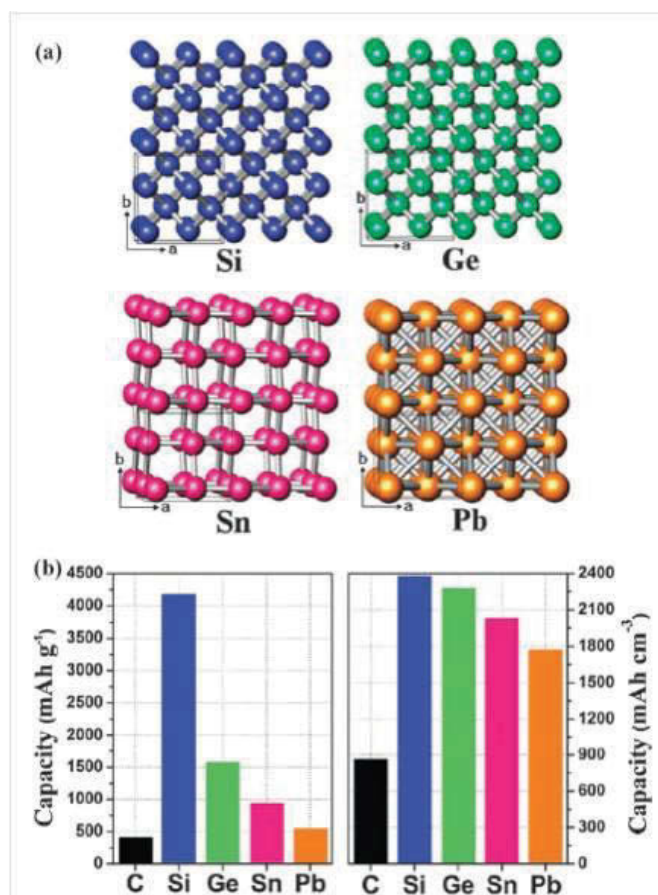 (a)
b
a
Si
b
a
Ge
b
a
Sn
b
a
Pb
(b)
Capacity (mAh g⁻¹)
4500
4000
3500
3000
2500
2000
1500
1000
500
0
C Si Ge Sn Pb
2400
2100
1800
1500
1200
900
600
300
0
Capacity (mAh cm⁻³)
C Si Ge Sn Pb